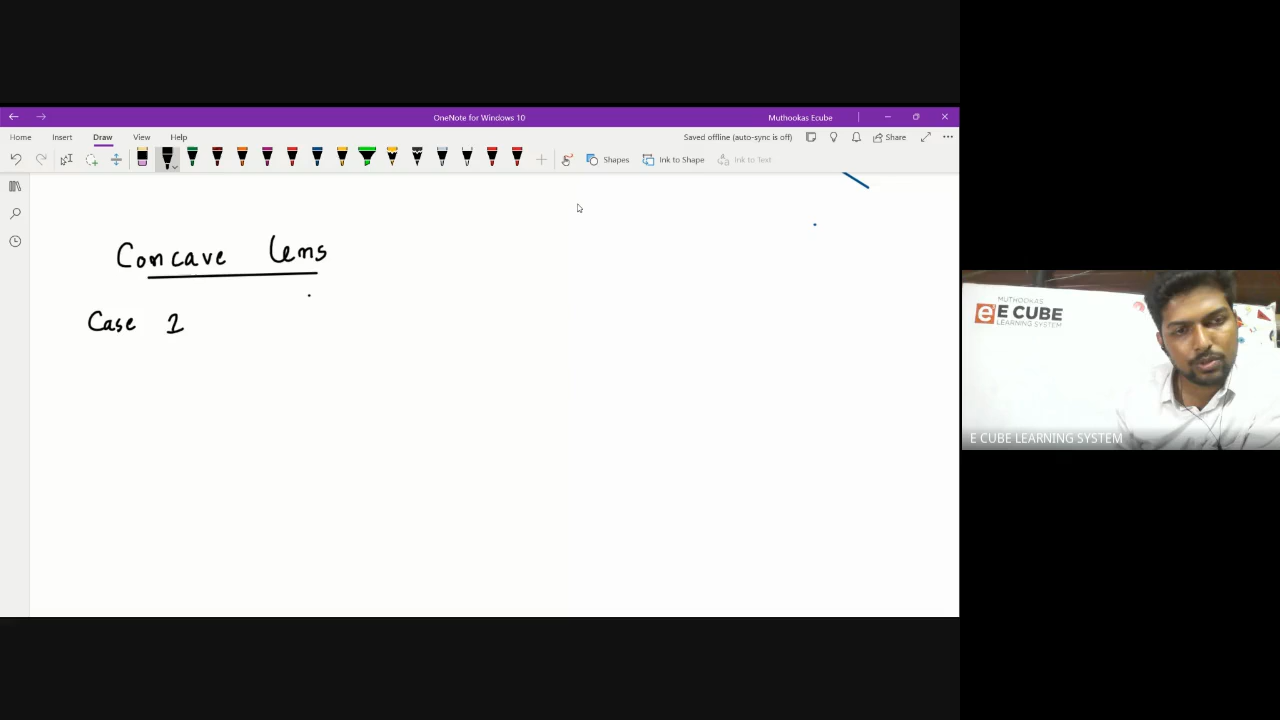 OneNote for Windows 10
Muthookas Ecube
Home Insert Draw View Help
Saved offline (auto-sync is off)
Share
Shapes
Ink to Shape
Ink to Text
Concave lens
Case 1
MUTHOOKAS
e E CUBE
LEARNING SYSTEM
E CUBE LEARNING SYSTEM